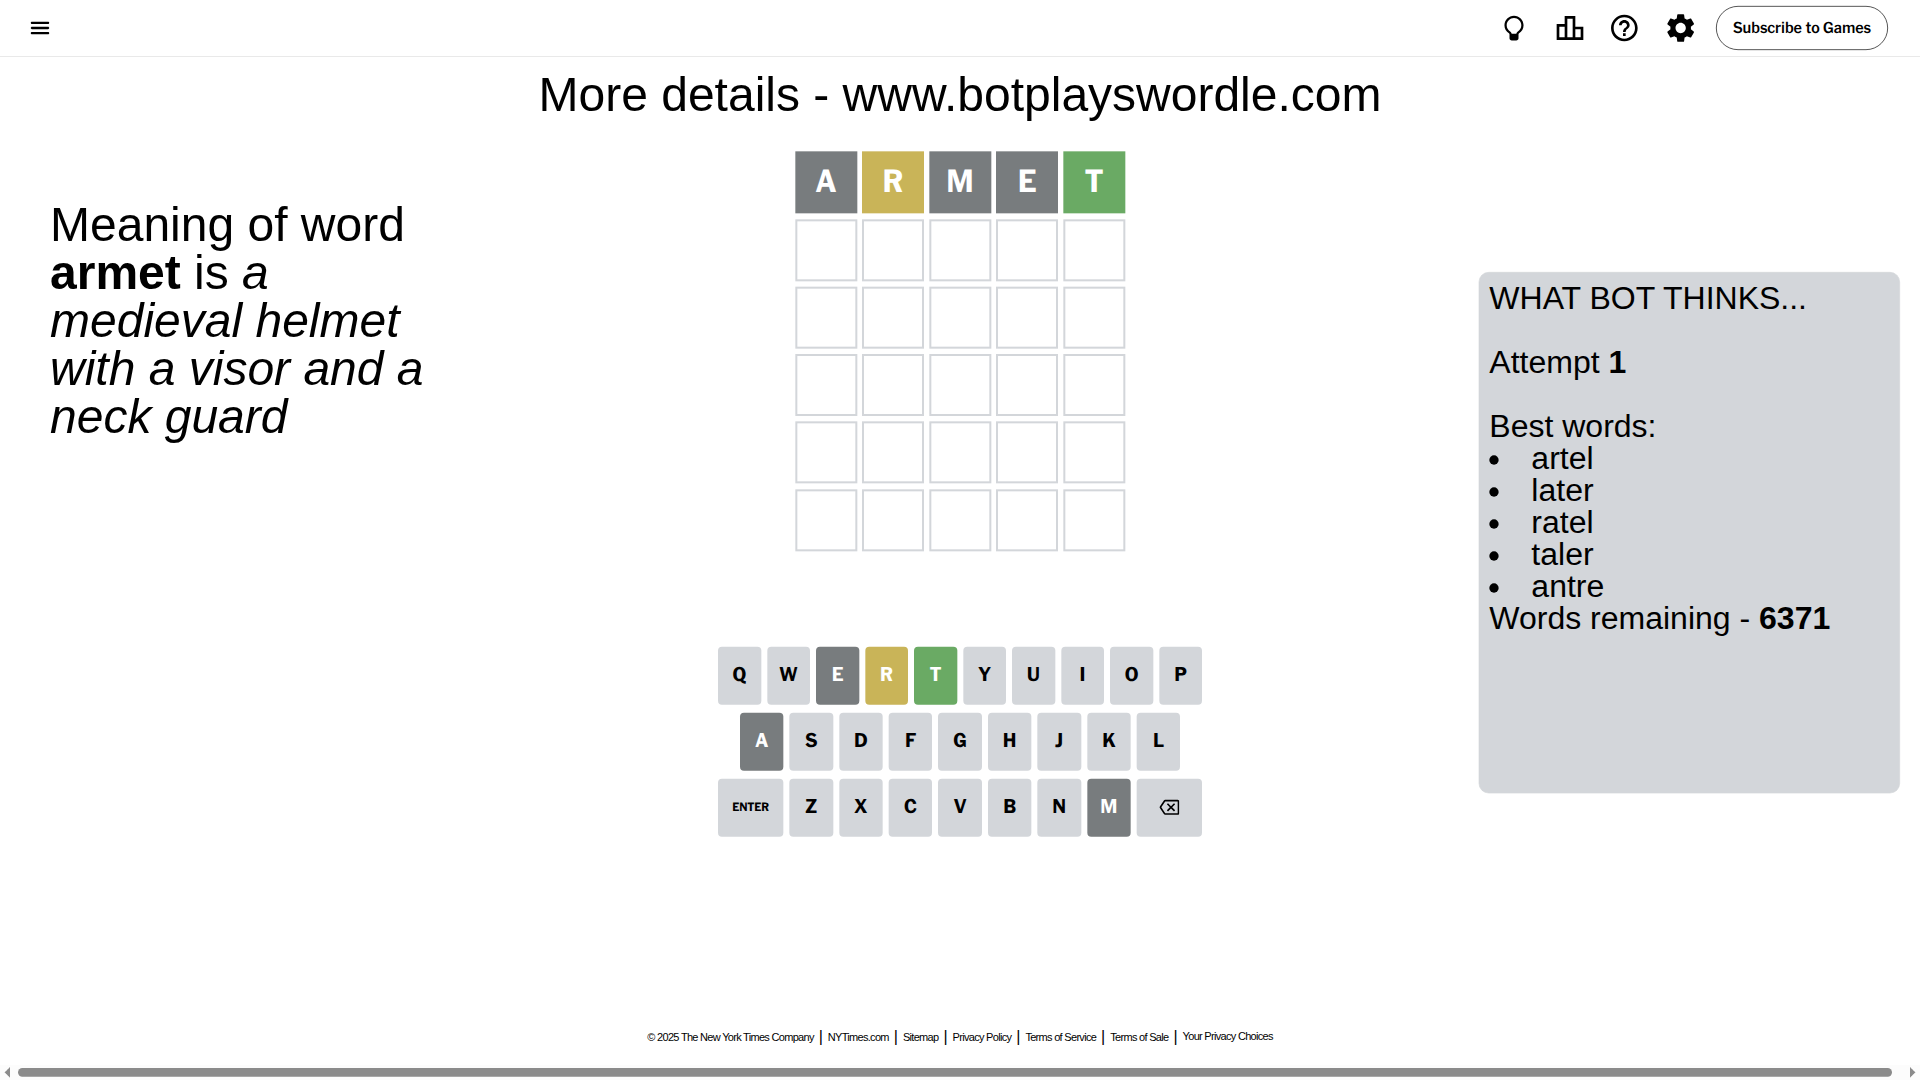 Subscribe to Games
More details - www.botplayswordle.com
Meaning of word
armet is a
medieval helmet
with a visor and a
neck guard
A R M E T
WHAT BOT THINKS...
Attempt 1
Best words:
• artel
• later
• ratel
• taler
• antre
Words remaining - 6371
Q W E R T Y U I O P
A S D F G H J K L
ENTER Z X C V B N M
© 2025 The New York Times Company | NYTimes.com | Sitemap | Privacy Policy | Terms of Service | Terms of Sale | Your Privacy Choices